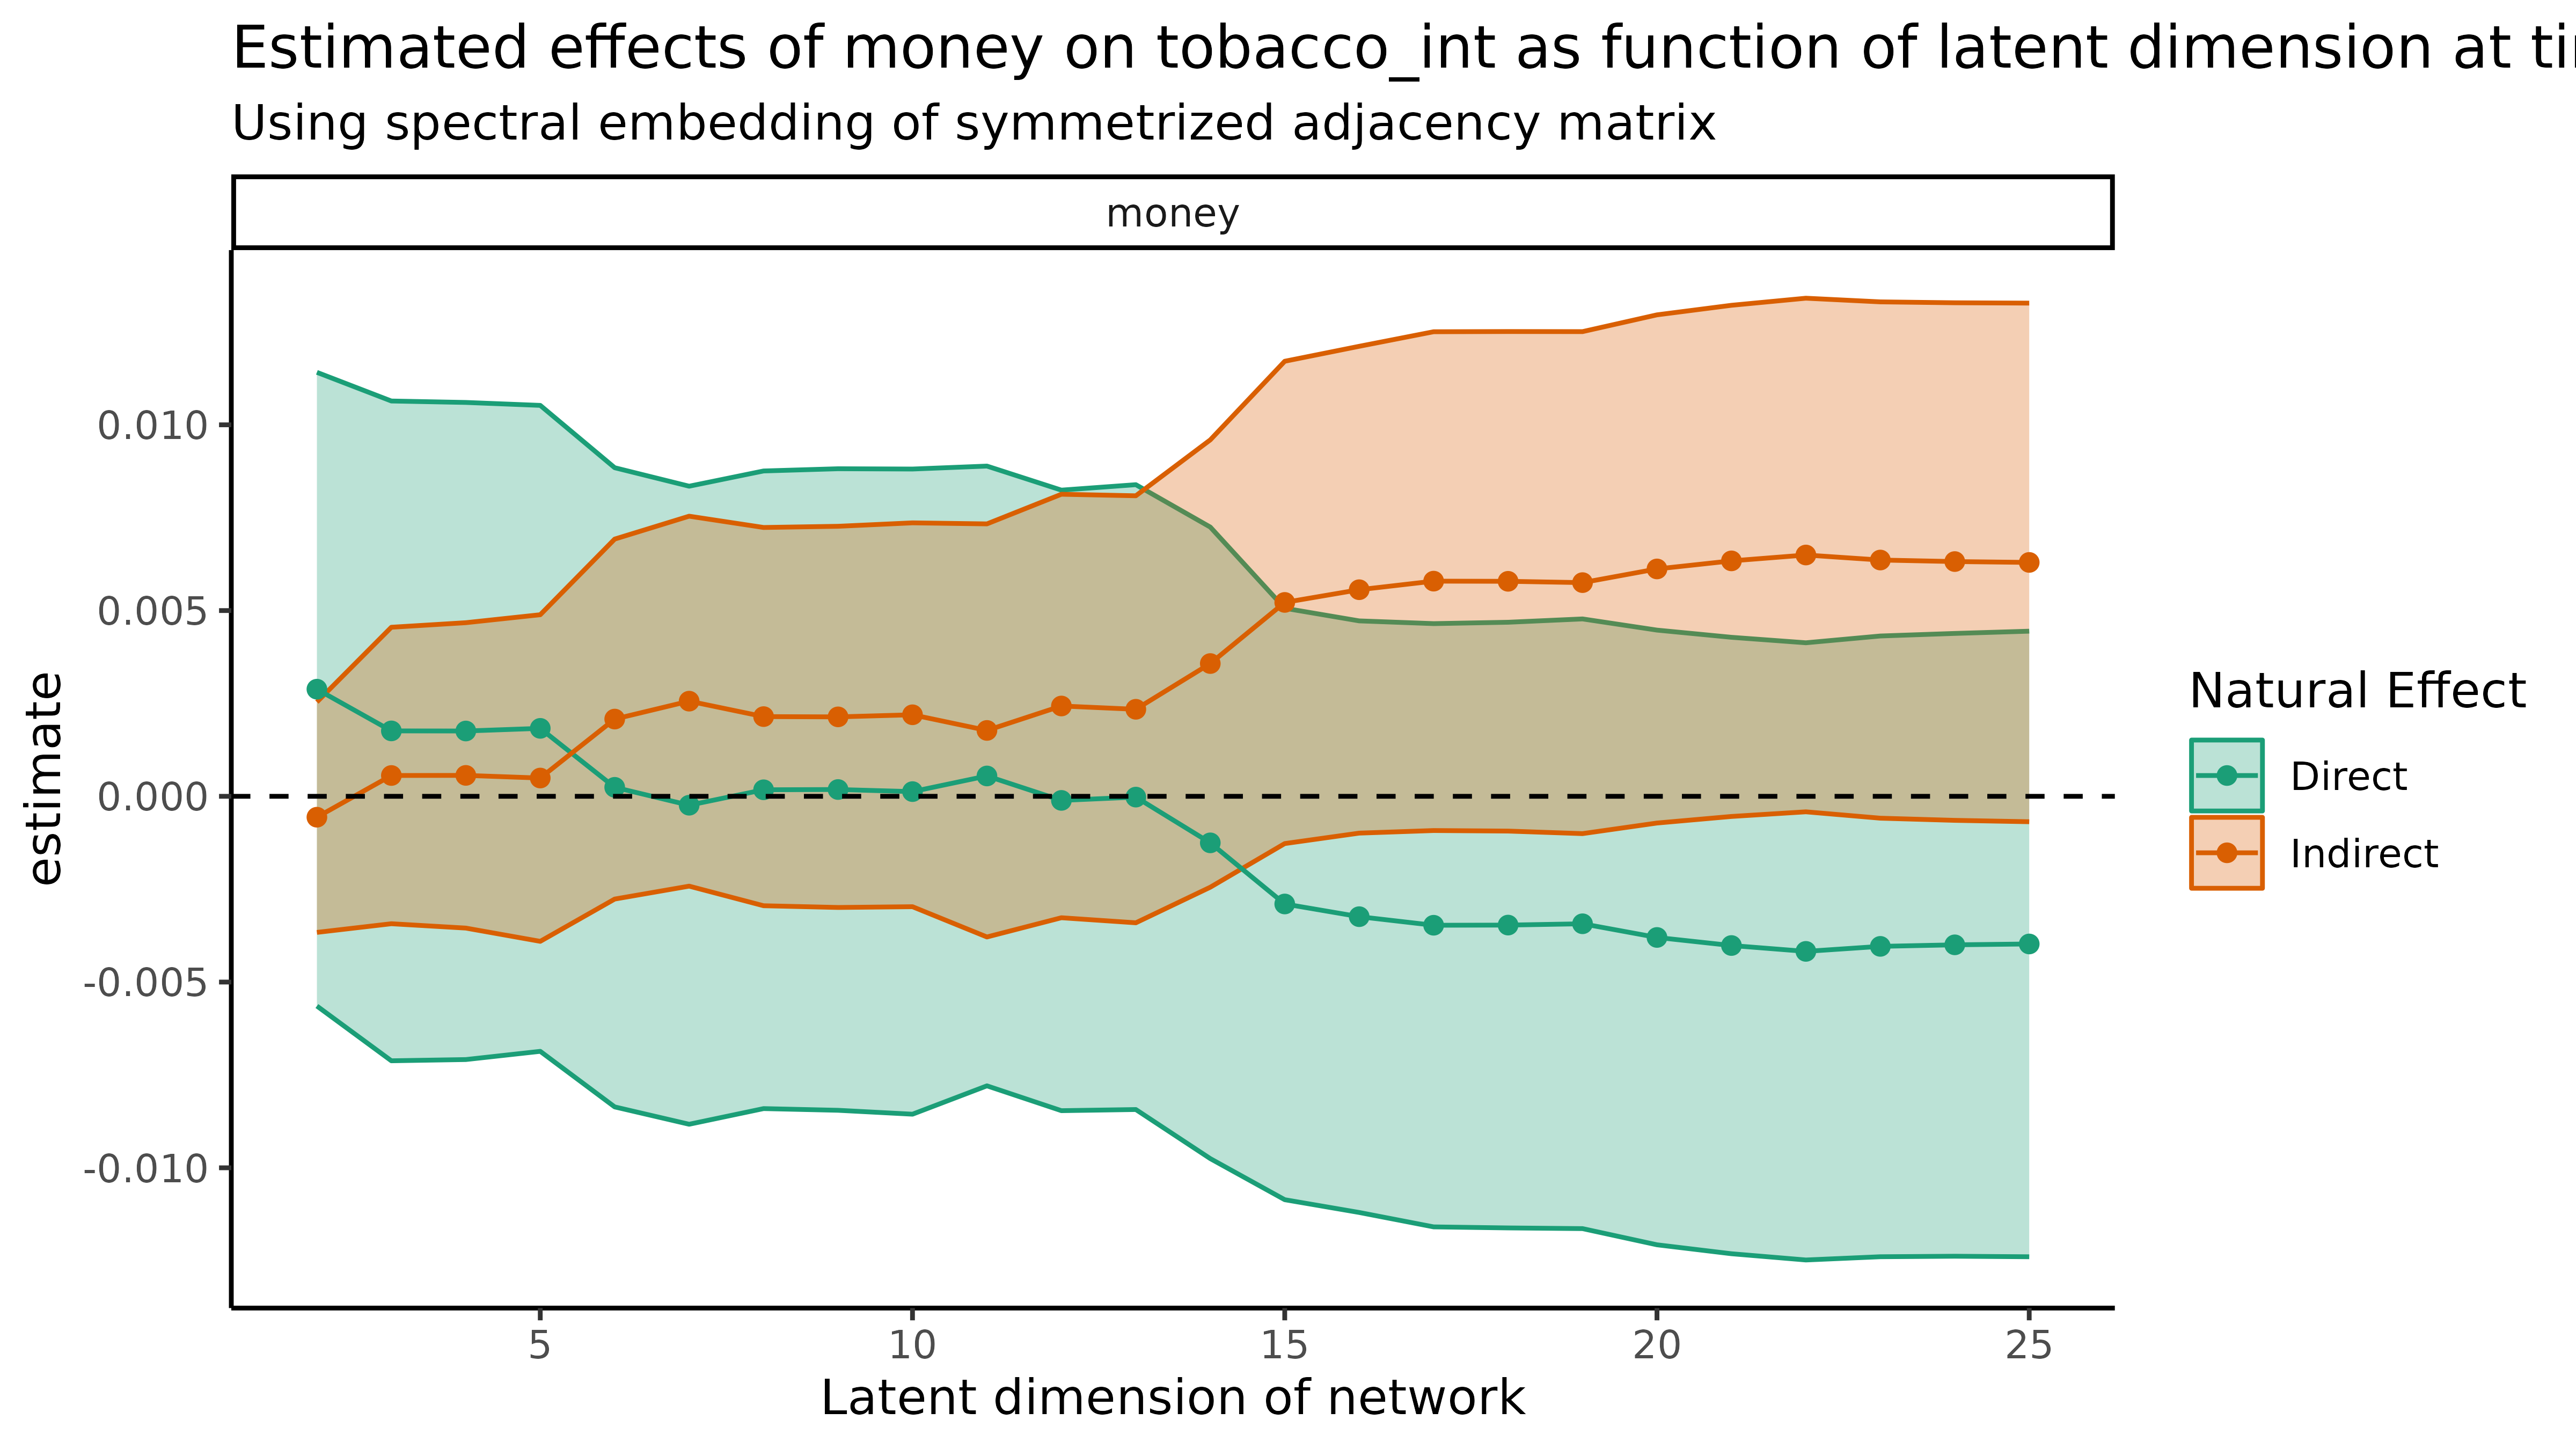 Estimated effects of money on tobacco_int as function of latent dimension at
Using spectral embedding of symmetrized adjacency matrix
money
0.010
0.005
0.000
-0.005
-0.010
estimate
5 10 15 20 25
Latent dimension of network
Natural Effect
Direct
Indirect